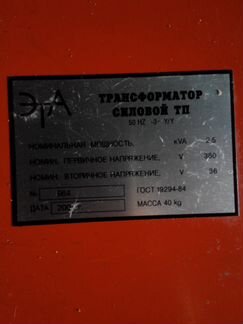 ЭТА
ТРАНСФОРМАТОР
СИЛОВОЙ ТП
50 HZ -3~ Y/Y
НОМИНАЛЬНАЯ МОЩНОСТЬ, kVA 2.5
НОМИН. ПЕРВИЧНОЕ НАПРЯЖЕНИЕ, V 380
НОМИН. ВТОРИЧНОЕ НАПРЯЖЕНИЕ, V 36
№ ГОСТ 19294-84
ДАТА МАССА 40 kg